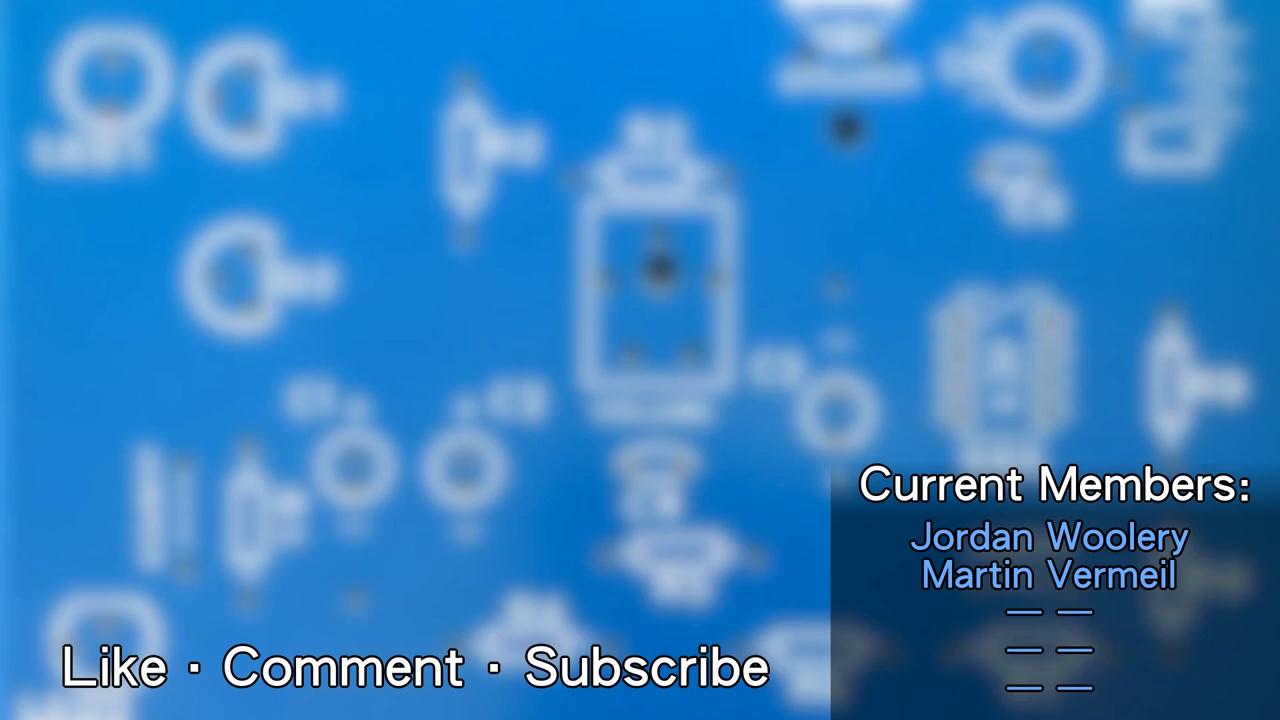 Current Members:
Jordan Woolery
Martin Vermeil
— —
— —
— —
Like · Comment · Subscribe